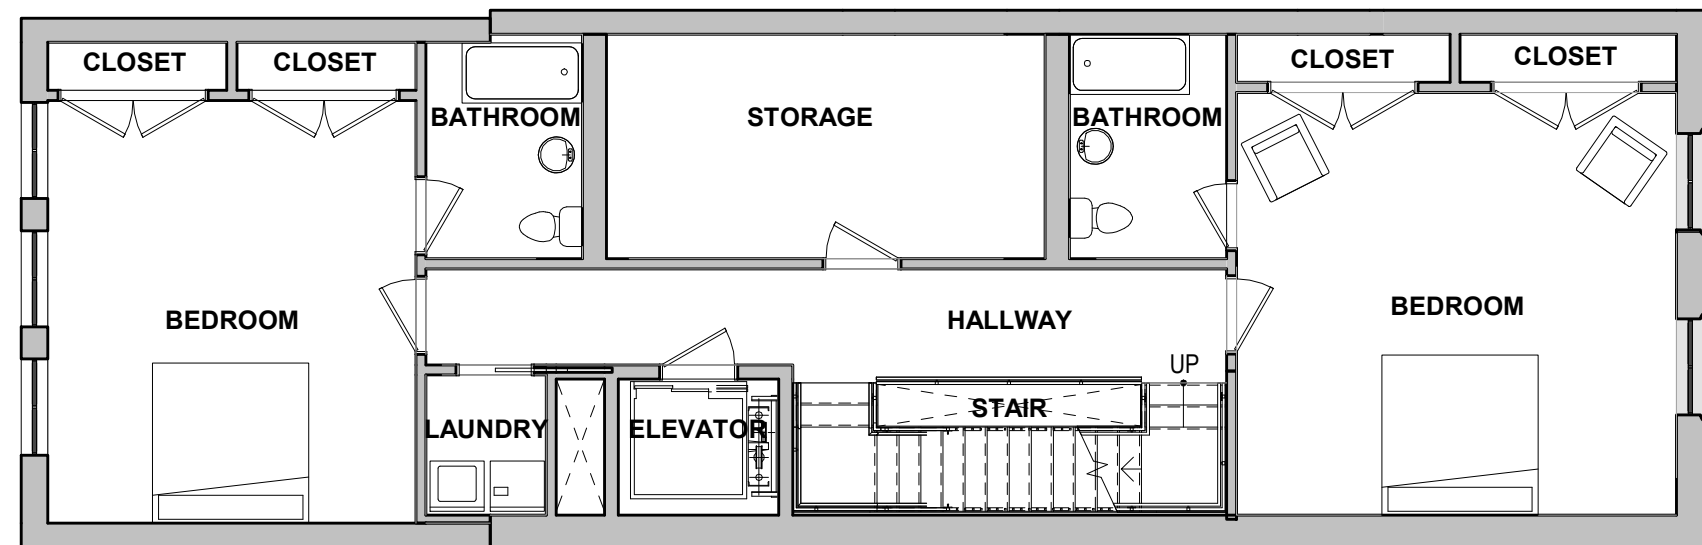 CLOSET
CLOSET
CLOSET
CLOSET
BATHROOM
STORAGE
BATHROOM
BEDROOM
HALLWAY
BEDROOM
UP
STAIR
LAUNDRY
ELEVATOR